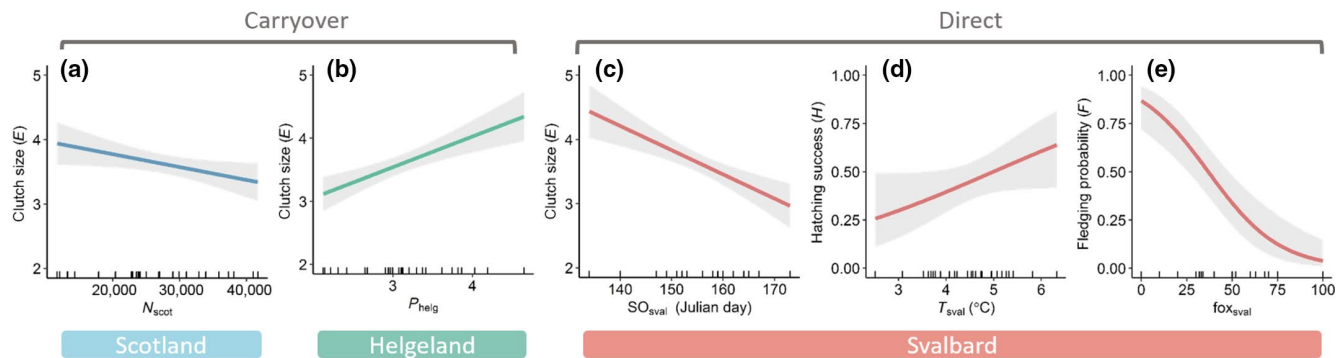 Carryover
Direct
(a)
5
4
3
2
Clutch size (E)
20,000 30,000 40,000
N_scot
(b)
5
4
3
2
Clutch size (E)
3 4
P_helg
(c)
5
4
3
2
Clutch size (E)
140 150 160 170
SO_sval (Julian day)
(d)
1.00
0.75
0.50
0.25
0.00
Hatching success (H)
3 4 5 6
T_sval (°C)
(e)
1.00
0.75
0.50
0.25
0.00
Fledging probability (F)
0 25 50 75 100
fox_sval
Scotland
Helgeland
Svalbard